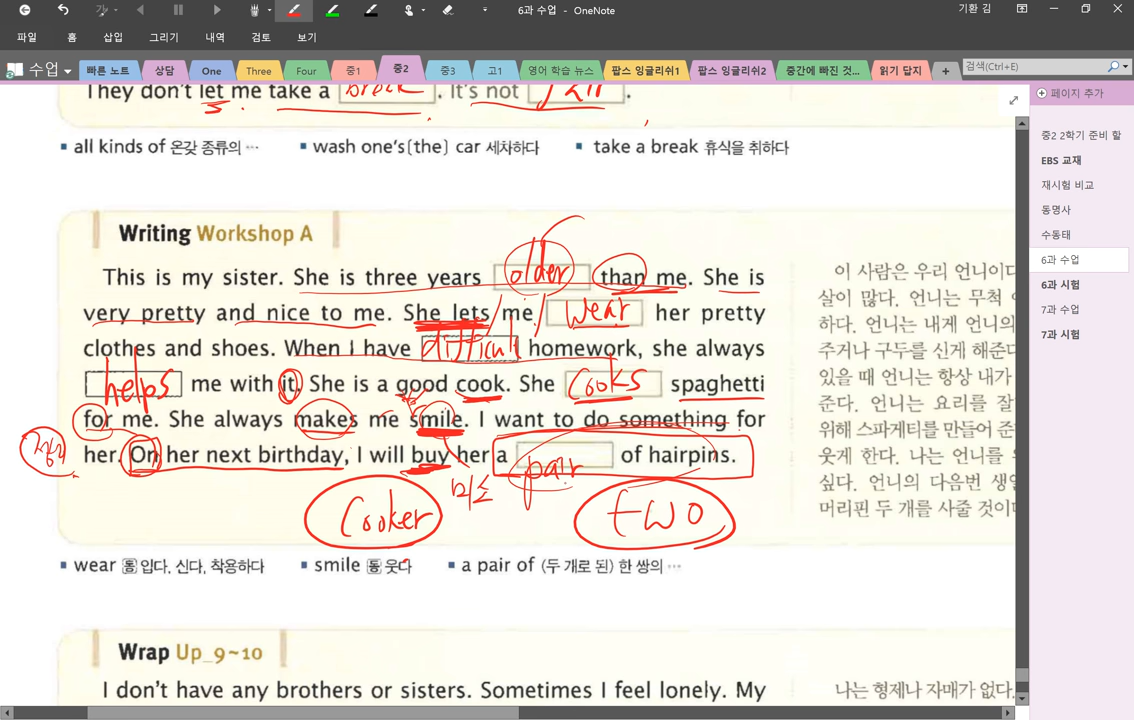 6과 수업 - OneNote
기환 김
파일 홈 삽입 그리기 내역 검토 보기
수업 빠른 노트 상담 One Three Four 중1 중2 중3 고1 영어 학습 뉴스 팝스 잉글리쉬1 팝스 잉글리쉬2 중간에 빠진 것... 읽기 답지 + 검색(Ctrl+E)
페이지 추가
중2 2학기 준비 할
EBS 교재
재시험 비교
동명사
수동태
6과 수업
6과 시험
7과 수업
7과 시험
They don't let me take a break. It's not
▪ all kinds of 온갖 종류의 … ▪ wash one's(the) car 세차하다 ▪ take a break 휴식을 취하다
Writing Workshop A
This is my sister. She is three years older than me. She is
very pretty and nice to me. She lets me wear her pretty
clothes and shoes. When I have difficult homework, she always
helps me with it. She is a good cook. She cooks spaghetti
for me. She always makes me smile. I want to do something for
her. On her next birthday, I will buy her a pair of hairpins.
미소
Cooker
two
이 사람은 우리 언니이다
살이 많다. 언니는 무척
하다. 언니는 내게 언니의
주거나 구두를 신게 해준다
있을 때 언니는 항상 내가
준다. 언니는 요리를 잘
위해 스파게티를 만들어 준
웃게 한다. 나는 언니를
싶다. 언니의 다음번 생일
머리핀 두 개를 사줄 것이다
▪ wear 동 입다, 신다, 착용하다 ▪ smile 동 웃다 ▪ a pair of (두 개로 된) 한 쌍의 …
Wrap Up_9~10
I don't have any brothers or sisters. Sometimes I feel lonely. My
나는 형제나 자매가 없다.